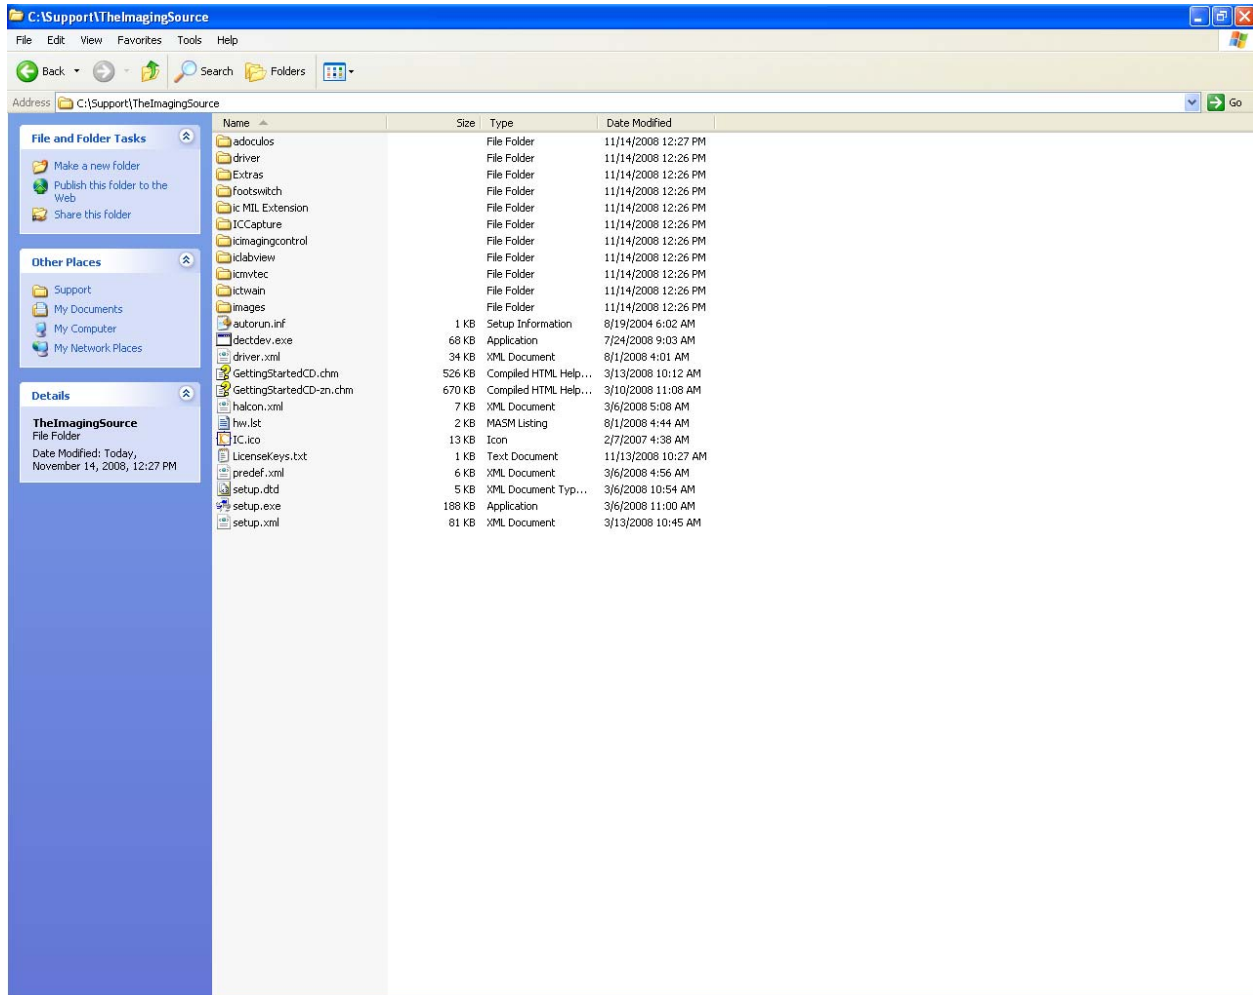 C:\Support\TheImagingSource
File Edit View Favorites Tools Help
Back Search Folders
Address C:\Support\TheImagingSource Go
File and Folder Tasks
Make a new folder
Publish this folder to the
Web
Share this folder
Other Places
Support
My Documents
My Computer
My Network Places
Details
TheImagingSource
File Folder
Date Modified: Today,
November 14, 2008, 12:27 PM
Name Size Type Date Modified
adoculos File Folder 11/14/2008 12:27 PM
driver File Folder 11/14/2008 12:26 PM
Extras File Folder 11/14/2008 12:26 PM
footswitch File Folder 11/14/2008 12:26 PM
ic MIL Extension File Folder 11/14/2008 12:26 PM
ICCapture File Folder 11/14/2008 12:26 PM
icimagingcontrol File Folder 11/14/2008 12:26 PM
iclabview File Folder 11/14/2008 12:26 PM
icmvtec File Folder 11/14/2008 12:26 PM
ictwain File Folder 11/14/2008 12:26 PM
images File Folder 11/14/2008 12:26 PM
autorun.inf 1 KB Setup Information 8/19/2004 6:02 AM
dectdev.exe 68 KB Application 7/24/2008 9:03 AM
driver.xml 34 KB XML Document 8/1/2008 4:01 AM
GettingStartedCD.chm 526 KB Compiled HTML Help... 3/13/2008 10:12 AM
GettingStartedCD-zn.chm 670 KB Compiled HTML Help... 3/10/2008 11:08 AM
halcon.xml 7 KB XML Document 3/6/2008 5:08 AM
hw.lst 2 KB MASM Listing 8/1/2008 4:44 AM
IC.ico 13 KB Icon 2/7/2007 4:38 AM
LicenseKeys.txt 1 KB Text Document 11/13/2008 10:27 AM
predef.xml 6 KB XML Document 3/6/2008 4:56 AM
setup.dtd 5 KB XML Document Typ... 3/6/2008 10:54 AM
setup.exe 188 KB Application 3/6/2008 11:00 AM
setup.xml 81 KB XML Document 3/13/2008 10:45 AM